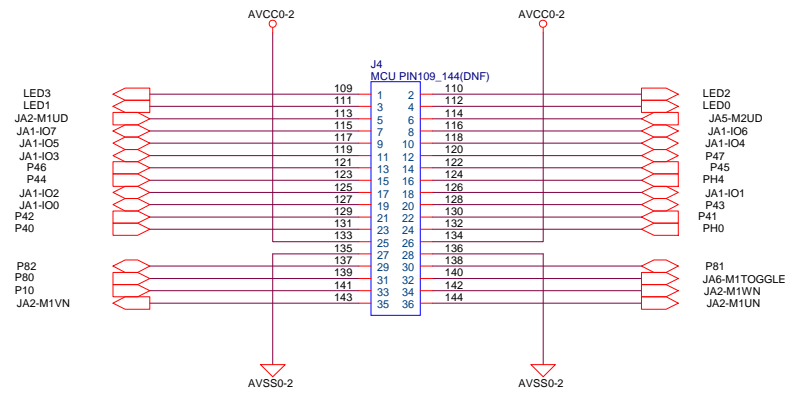 AVCC0-2 AVCC0-2
J4
MCU PIN109_144(DNF)
LED3 109 1 2 110 LED2
LED1 111 3 4 112 LED0
JA2-M1UD 113 5 6 114 JA5-M2UD
JA1-IO7 115 7 8 116 JA1-IO6
JA1-IO5 117 9 10 118 JA1-IO4
JA1-IO3 119 11 12 120 P47
P46 121 13 14 122 P45
P44 123 15 16 124 PH4
JA1-IO2 125 17 18 126 JA1-IO1
JA1-IO0 127 19 20 128 P43
P42 129 21 22 130 P41
P40 131 23 24 132 PH0
133 25 26 134
135 27 28 136
P82 137 29 30 138 P81
P80 139 31 32 140 JA6-M1TOGGLE
P10 141 33 34 142 JA2-M1WN
JA2-M1VN 143 35 36 144 JA2-M1UN
AVSS0-2 AVSS0-2